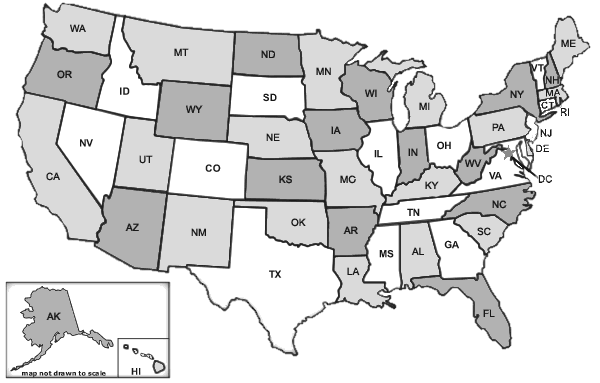 WA
MT
ND
MN
ME
VT
NH
OR
ID
SD
WI
MI
NY
MA
CT
RI
WY
IA
NE
PA
NJ
NV
UT
CO
IL
IN
OH
DE
WV
VA
DC
CA
KS
MO
KY
NC
TN
AZ
NM
OK
AR
SC
MS
AL
GA
TX
LA
FL
AK
HI
map not drawn to scale